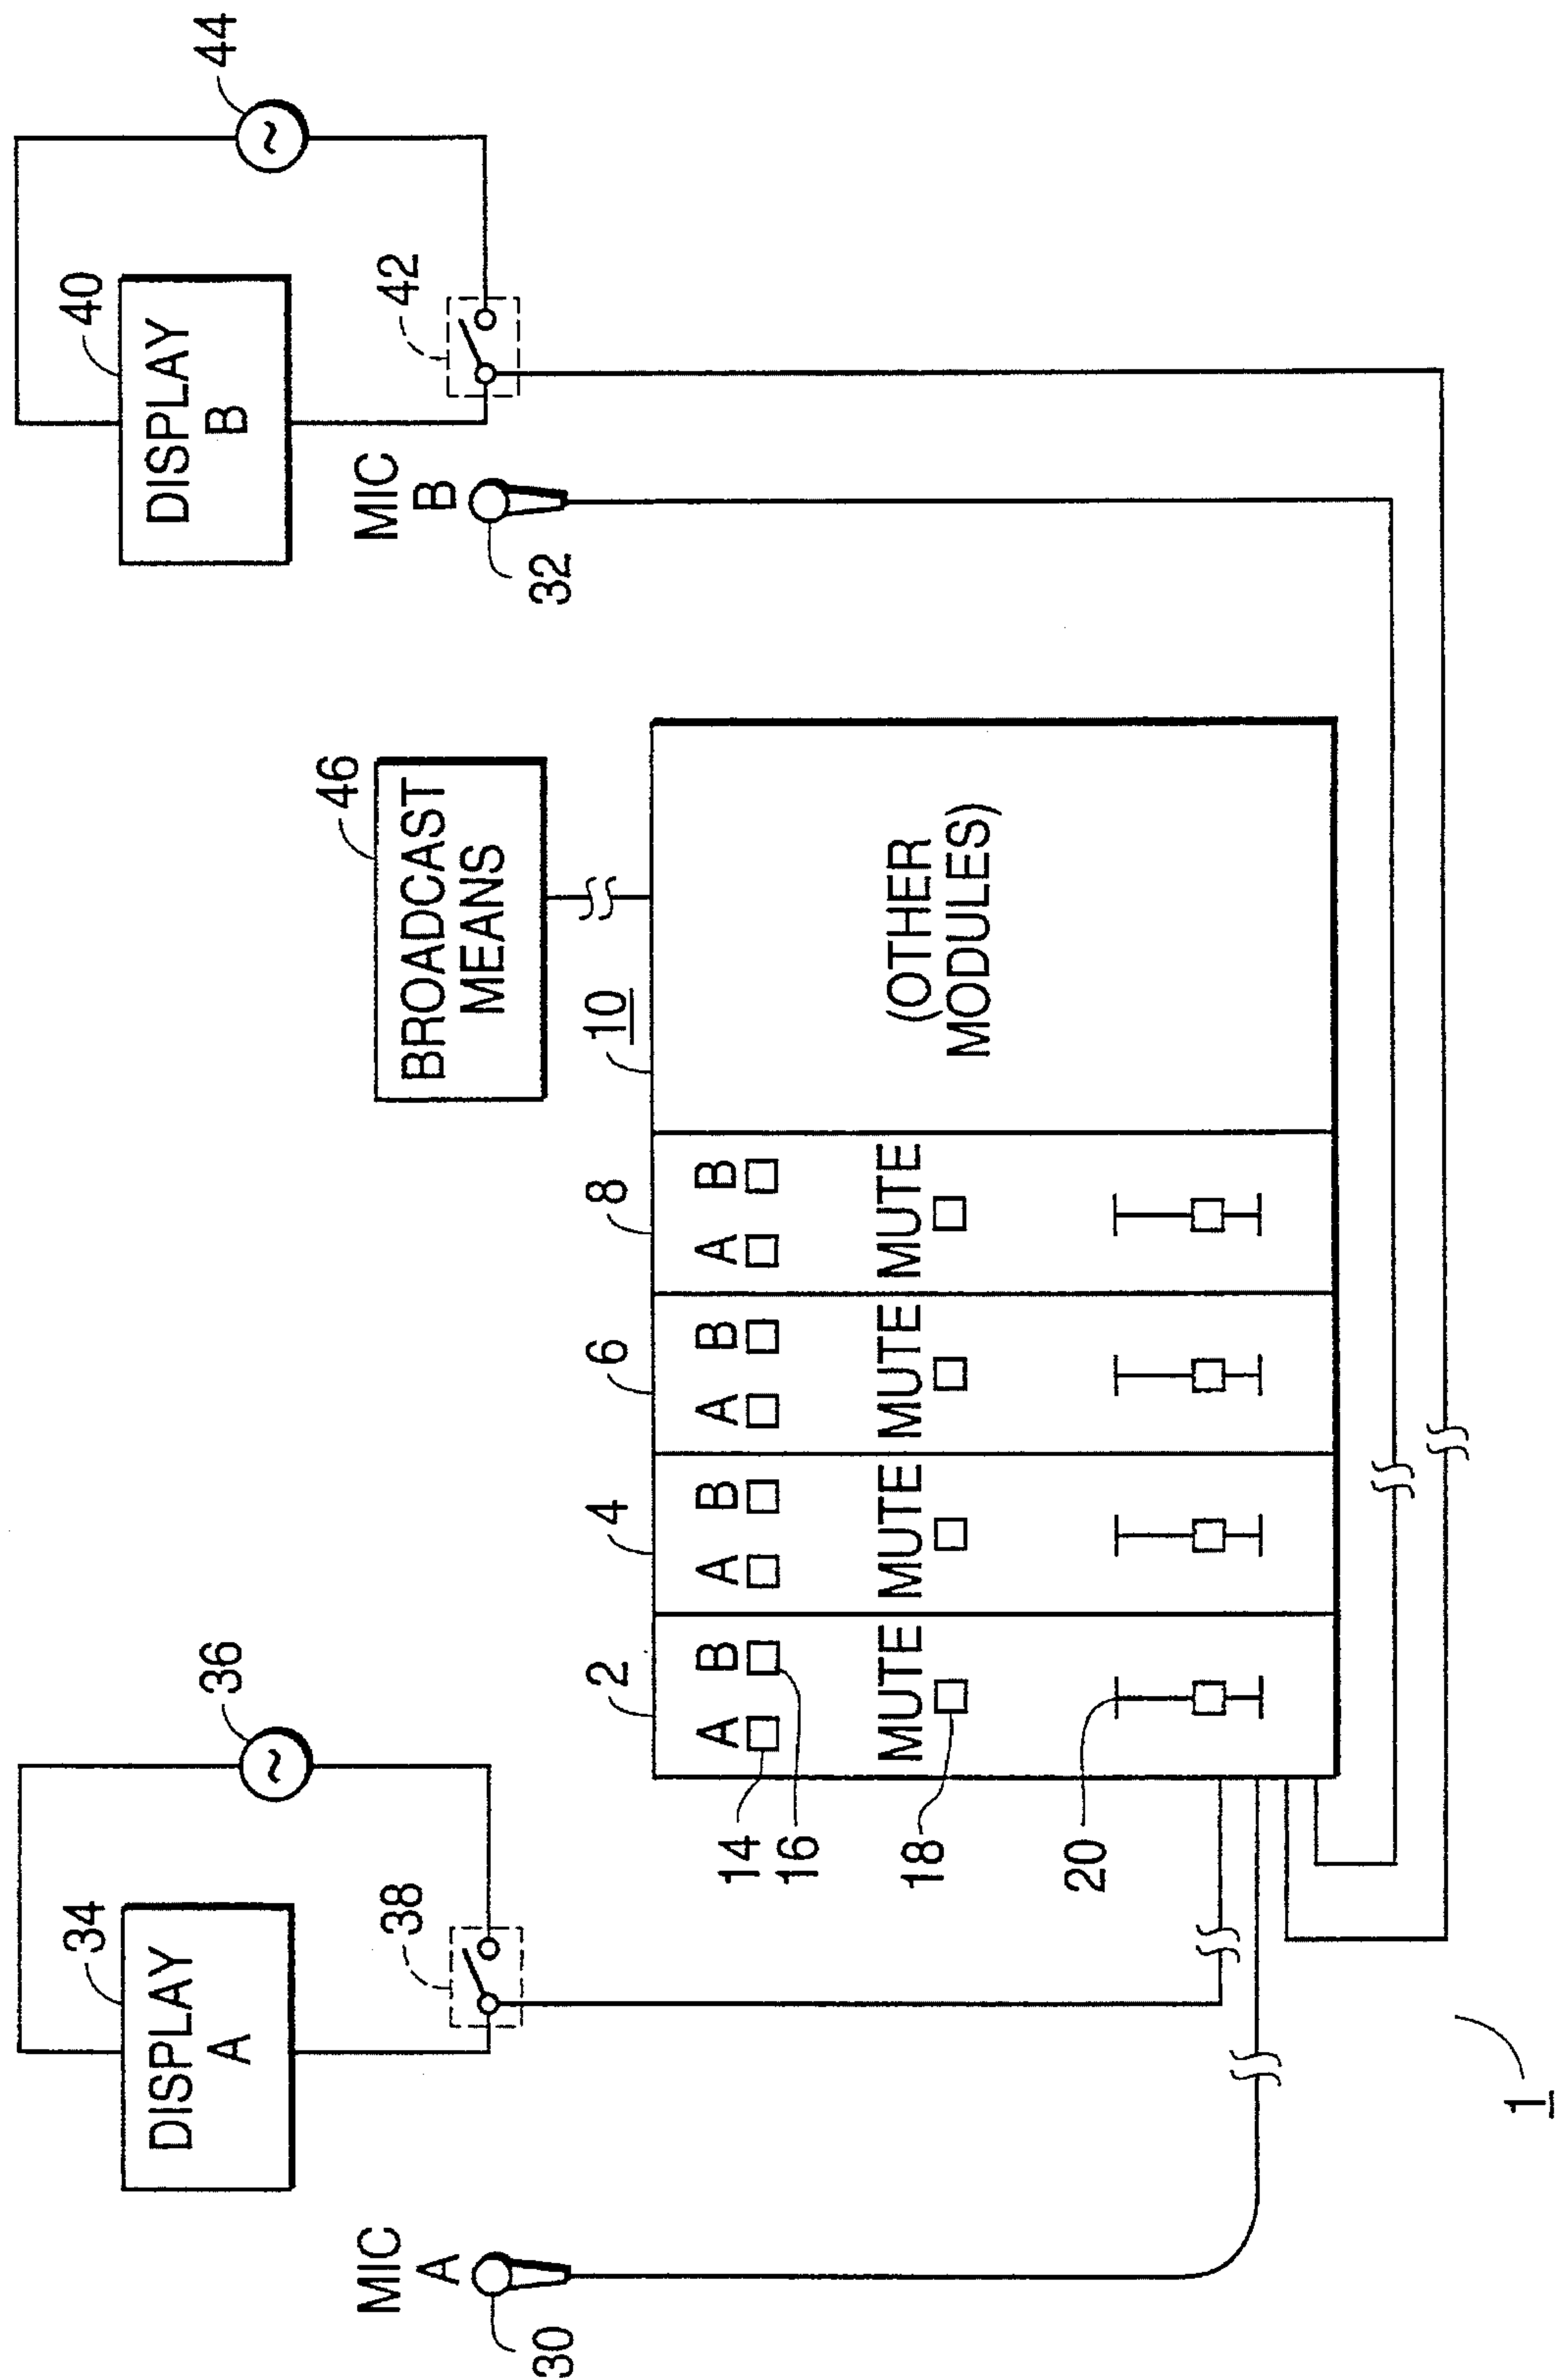 34
DISPLAY
A
36
38
MIC
A
30
40
DISPLAY
B
44
42
MIC
B
32
46
BROADCAST
MEANS
10
2
4
6
8
A B
A B
A B
A B
14
16
MUTE
MUTE
MUTE
MUTE
18
20
(OTHER
MODULES)
1